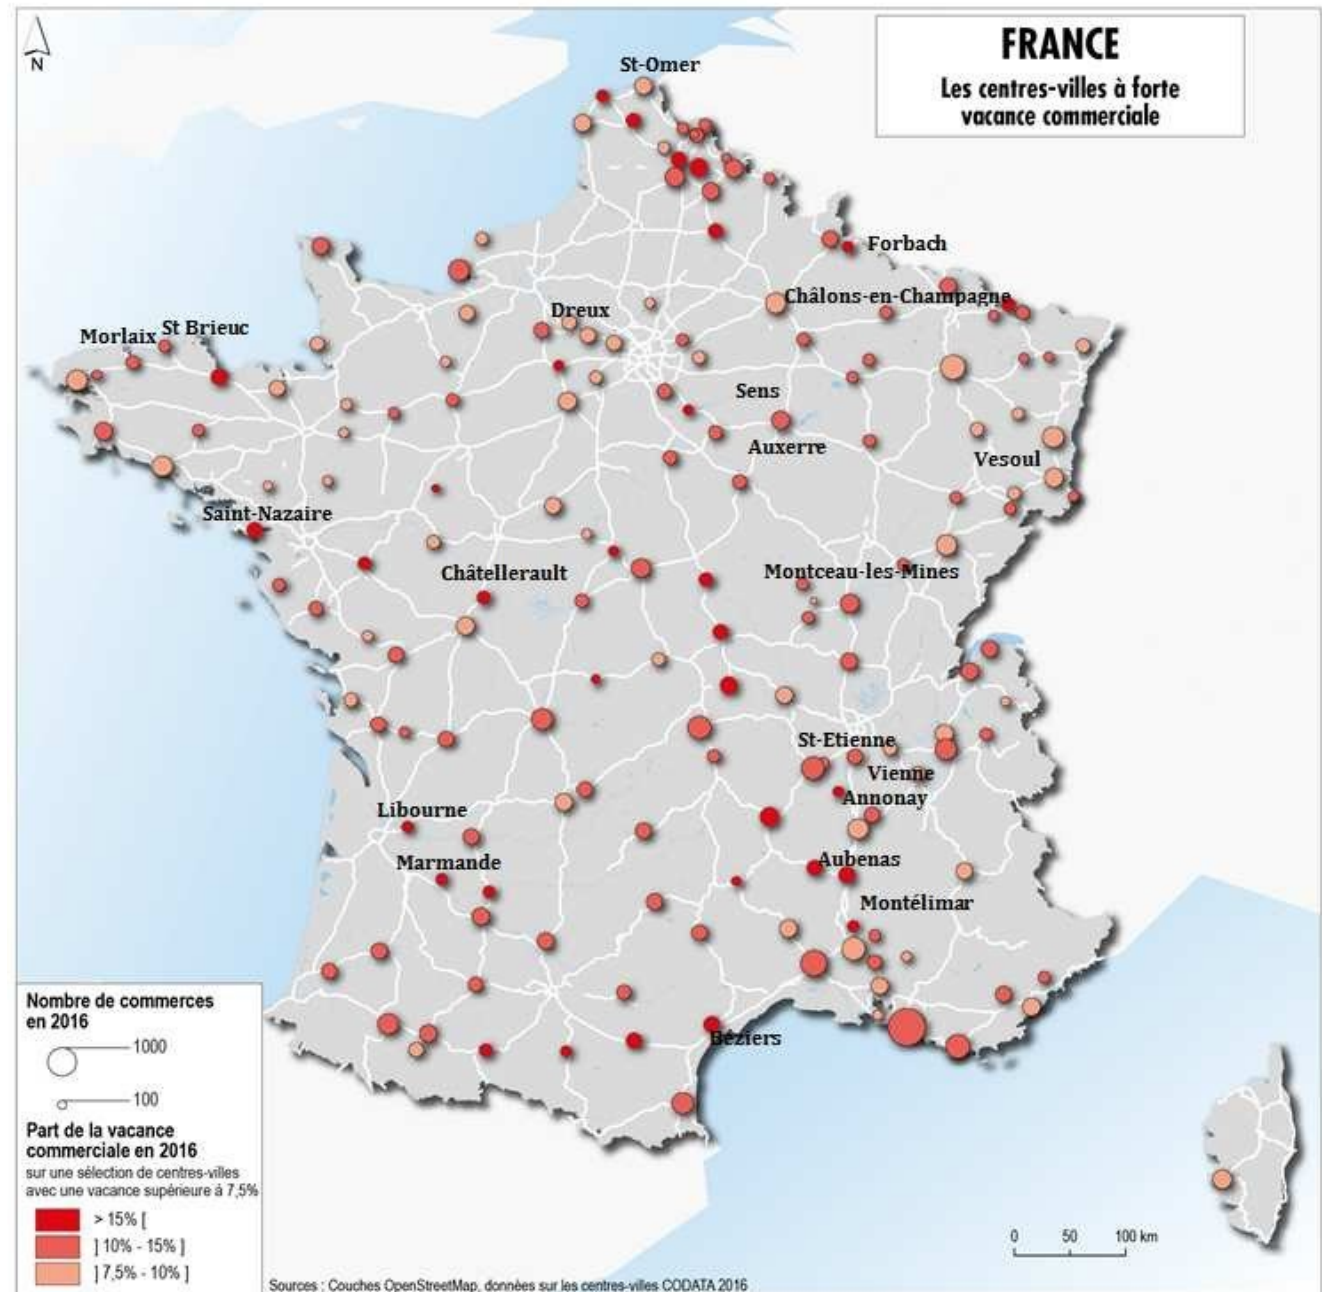 N
FRANCE
Les centres-villes à forte
vacance commerciale
St-Omer
Forbach
Châlons-en-Champagne
Dreux
Morlaix
St Brieuc
Sens
Auxerre
Vesoul
Saint-Nazaire
Châtellerault
Montceau-les-Mines
St-Etienne
Vienne
Annonay
Libourne
Marmande
Aubenas
Montélimar
Béziers
Nombre de commerces
en 2016
1000
100
Part de la vacance
commerciale en 2016
sur une sélection de centres-villes
avec une vacance supérieure à 7,5%
> 15% [
] 10% - 15% ]
] 7,5% - 10% ]
0 50 100 km
Sources : Couches OpenStreetMap, données sur les centres-villes CODATA 2016